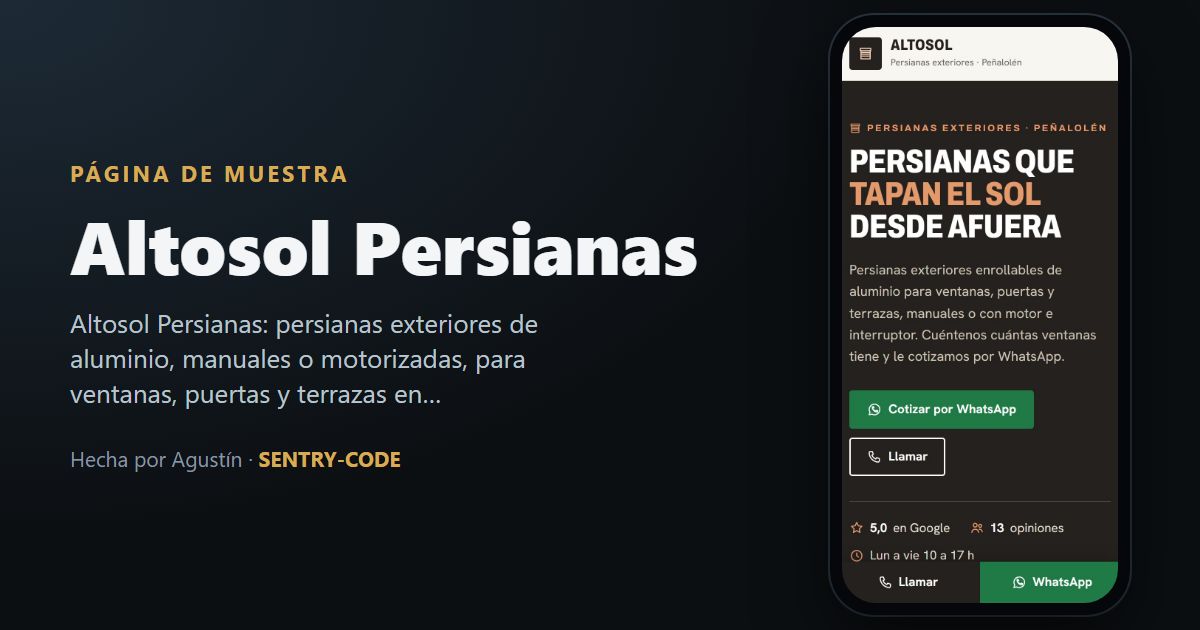 PÁGINA DE MUESTRA
Altosol Persianas
Altosol Persianas: persianas exteriores de
aluminio, manuales o motorizadas, para
ventanas, puertas y terrazas en...
Hecha por Agustín · SENTRY-CODE
ALTOSOL
Persianas exteriores · Peñalolén
PERSIANAS EXTERIORES · PEÑALOLÉN
PERSIANAS QUE
TAPAN EL SOL
DESDE AFUERA
Persianas exteriores enrollables de
aluminio para ventanas, puertas y
terrazas, manuales o con motor e
interruptor. Cuéntenos cuántas ventanas
tiene y le cotizamos por WhatsApp.
Cotizar por WhatsApp
Llamar
5,0 en Google 13 opiniones
Lun a vie 10 a 17 h
Llamar WhatsApp